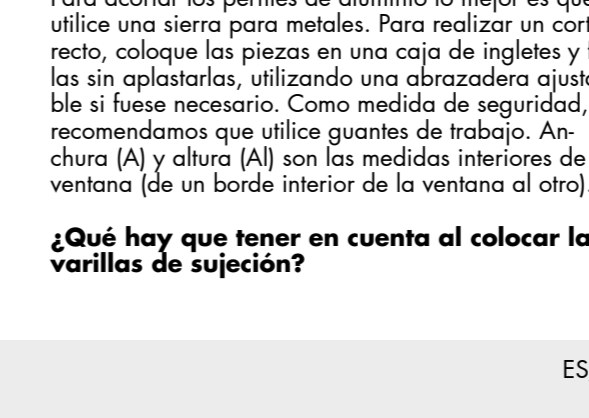 Para acortar los perfiles de aluminio lo mejor es que
utilice una sierra para metales. Para realizar un cort
recto, coloque las piezas en una caja de ingletes y
las sin aplastarlas, utilizando una abrazadera ajusta
ble si fuese necesario. Como medida de seguridad,
recomendamos que utilice guantes de trabajo. An-
chura (A) y altura (Al) son las medidas interiores de
ventana (de un borde interior de la ventana al otro).
¿Qué hay que tener en cuenta al colocar la
varillas de sujeción?
ES